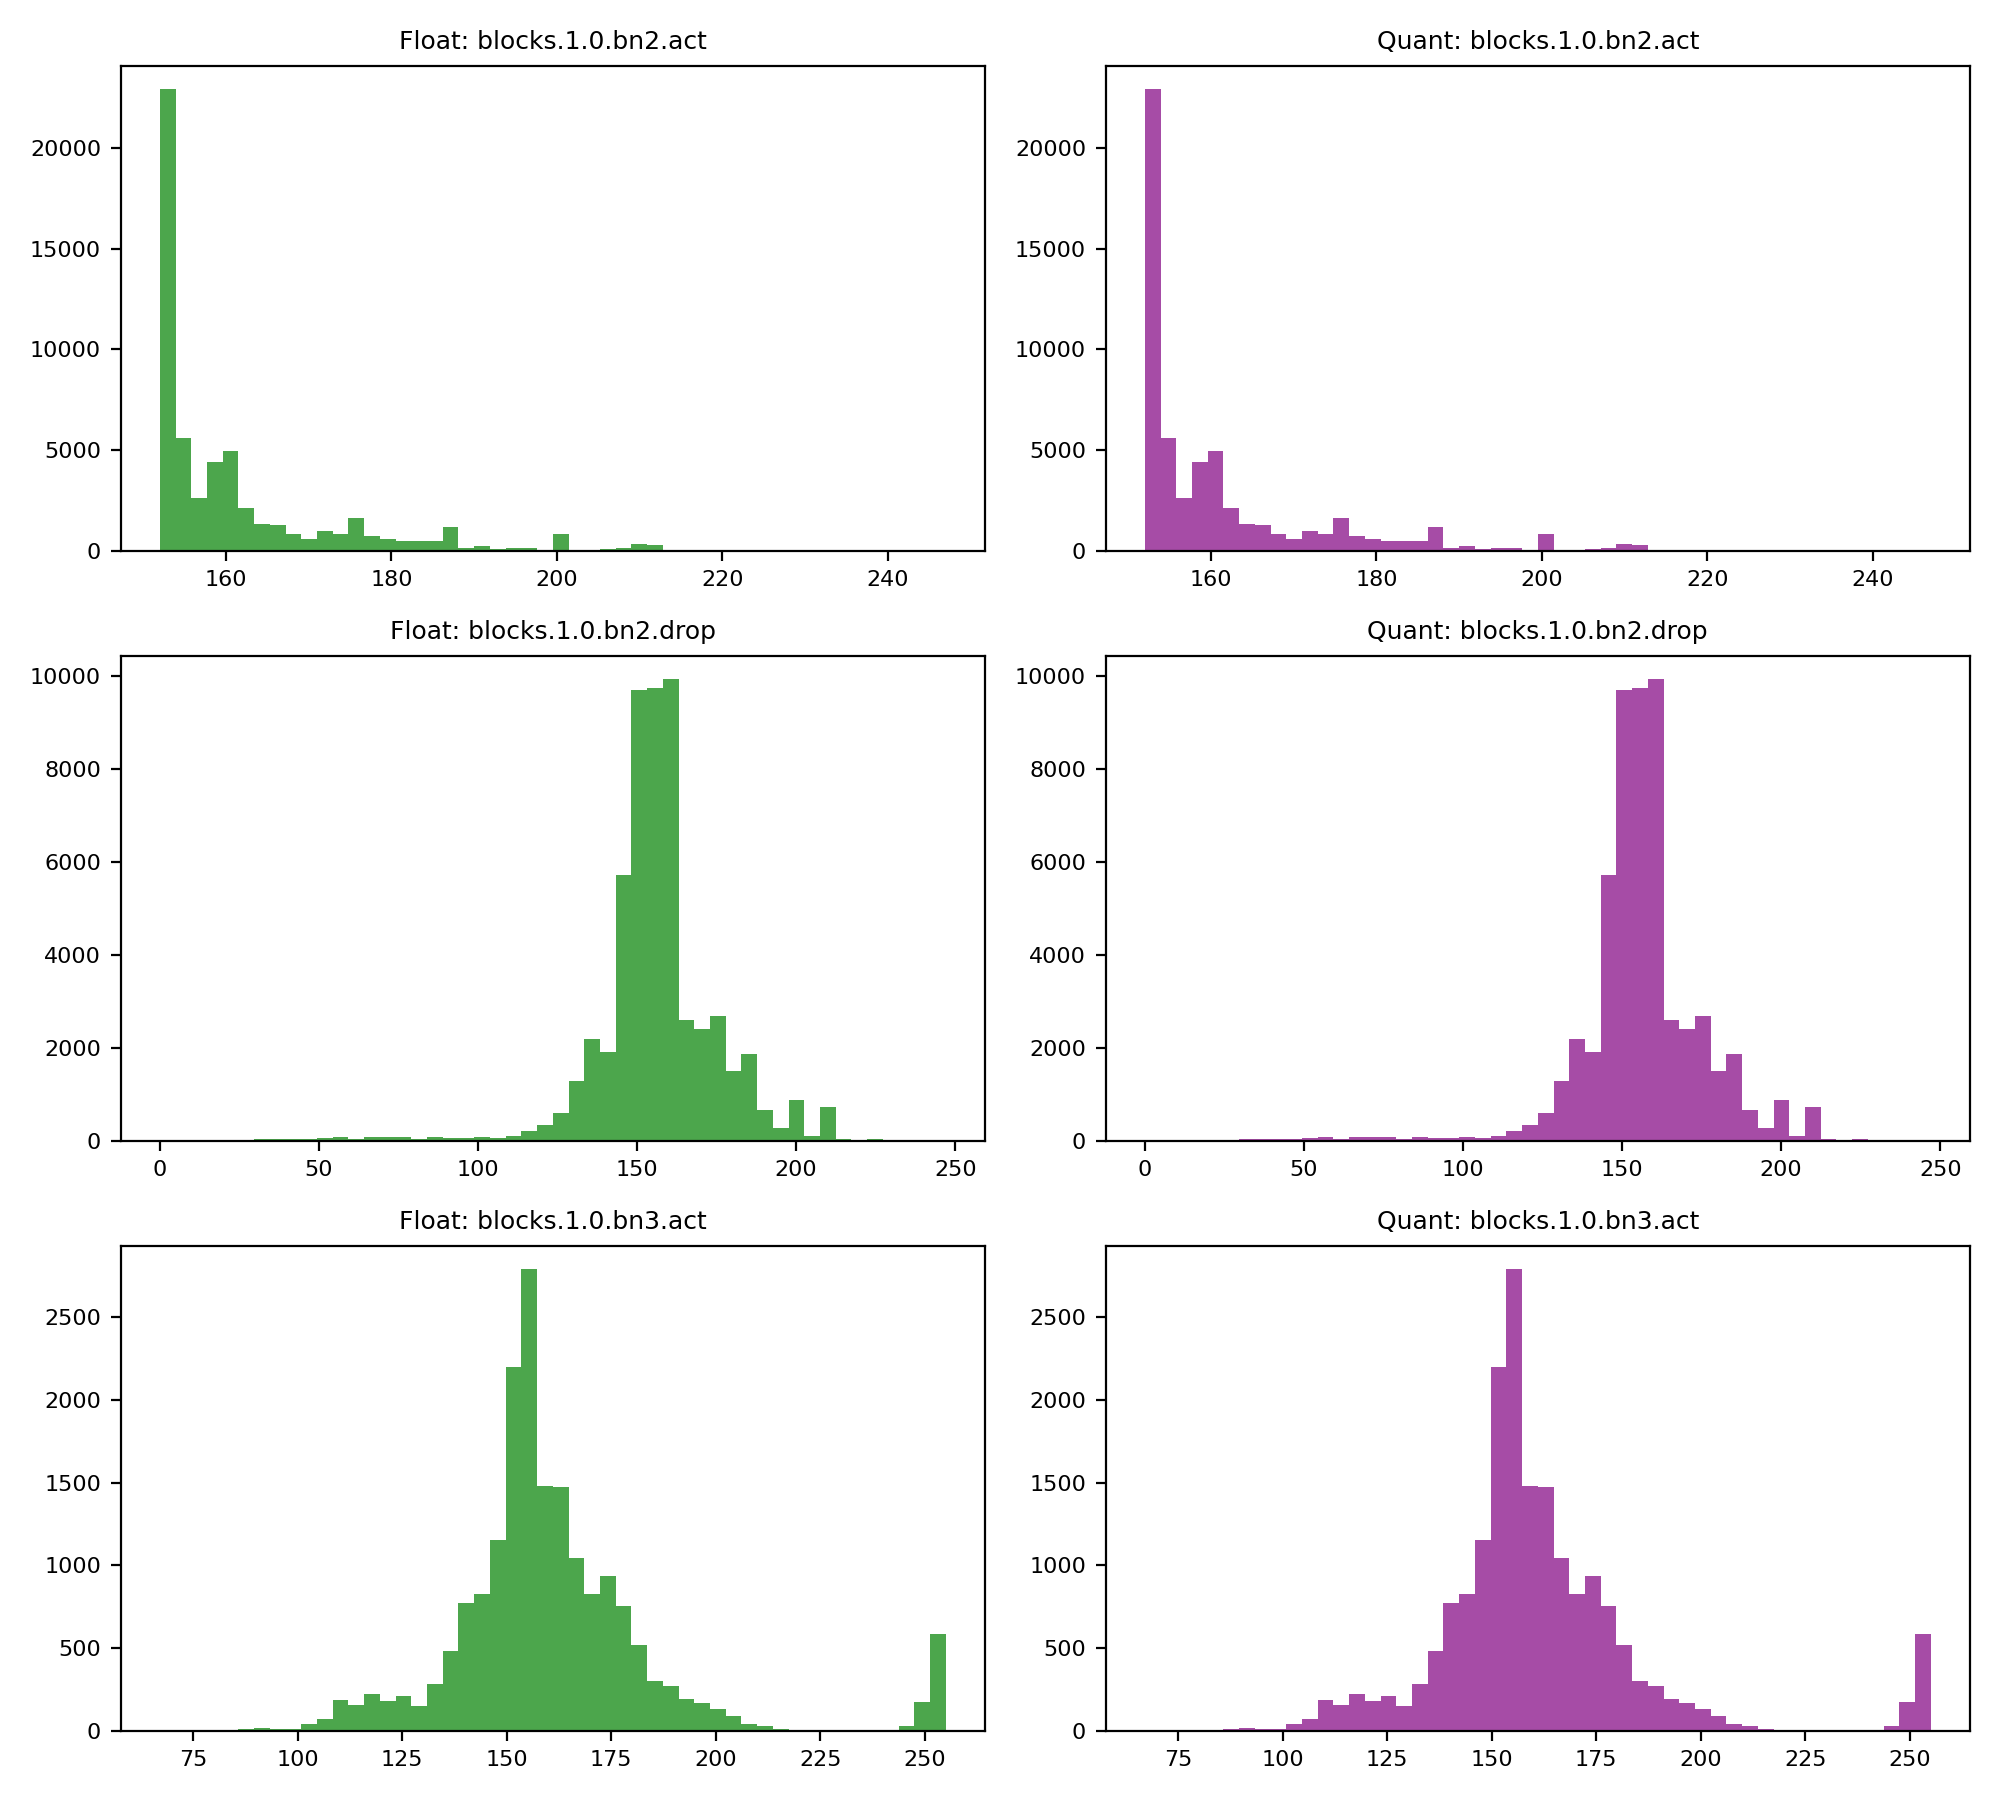 Float: blocks.1.0.bn2.act
Quant: blocks.1.0.bn2.act
20000
15000
10000
5000
0
160 180 200 220 240
20000
15000
10000
5000
0
160 180 200 220 240
Float: blocks.1.0.bn2.drop
Quant: blocks.1.0.bn2.drop
10000
8000
6000
4000
2000
0
0 50 100 150 200 250
10000
8000
6000
4000
2000
0
0 50 100 150 200 250
Float: blocks.1.0.bn3.act
Quant: blocks.1.0.bn3.act
2500
2000
1500
1000
500
0
75 100 125 150 175 200 225 250
2500
2000
1500
1000
500
0
75 100 125 150 175 200 225 250